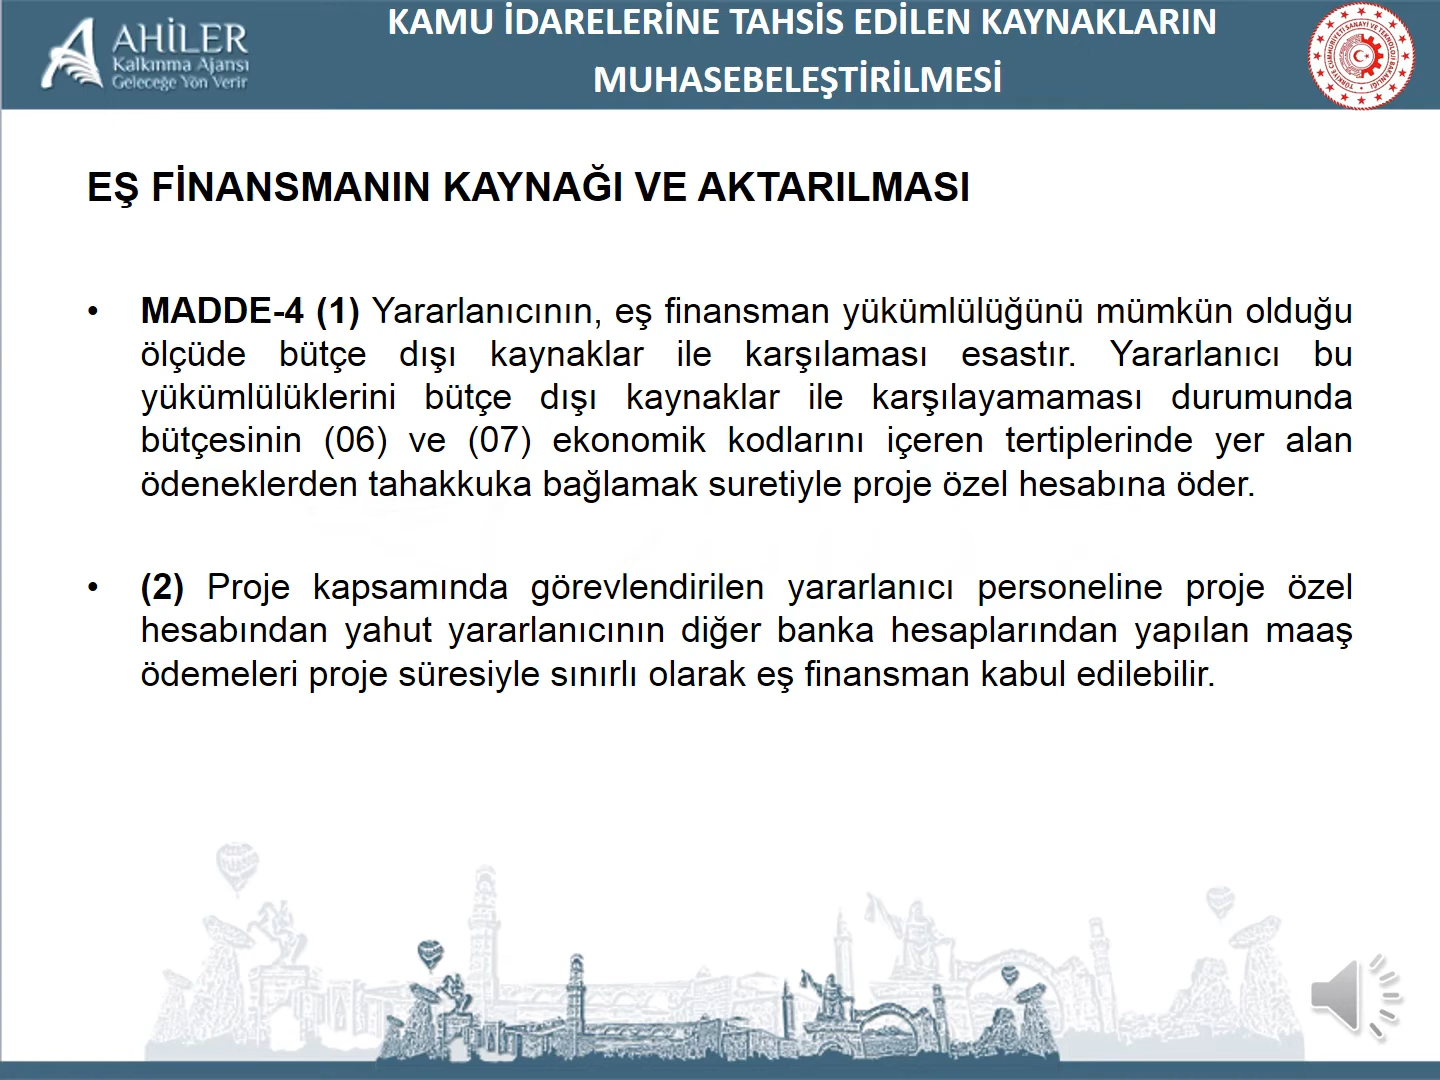 AHİLER
Kalkınma Ajansı
Geleceğe Yön Verir
KAMU İDARELERİNE TAHSİS EDİLEN KAYNAKLARIN
MUHASEBELEŞTİRİLMESİ
EŞ FİNANSMANIN KAYNAĞI VE AKTARILMASI
• MADDE-4 (1) Yararlanıcının, eş finansman yükümlülüğünü mümkün olduğu
ölçüde bütçe dışı kaynaklar ile karşılaması esastır. Yararlanıcı bu
yükümlülüklerini bütçe dışı kaynaklar ile karşılayamaması durumunda
bütçesinin (06) ve (07) ekonomik kodlarını içeren tertiplerinde yer alan
ödeneklerden tahakkuka bağlamak suretiyle proje özel hesabına öder.
• (2) Proje kapsamında görevlendirilen yararlanıcı personeline proje özel
hesabından yahut yararlanıcının diğer banka hesaplarından yapılan maaş
ödemeleri proje süresiyle sınırlı olarak eş finansman kabul edilebilir.